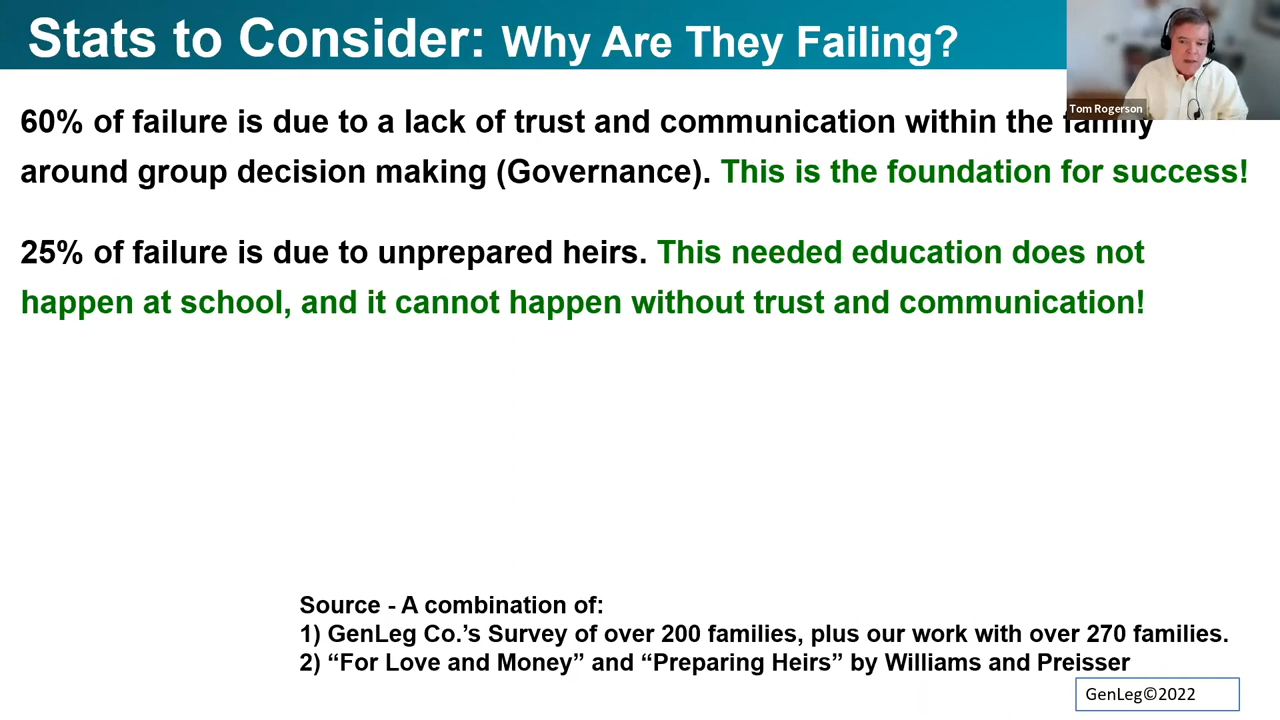 Stats to Consider: Why Are They Failing?
Tom Rogerson
60% of failure is due to a lack of trust and communication within the family
around group decision making (Governance). This is the foundation for success!
25% of failure is due to unprepared heirs. This needed education does not
happen at school, and it cannot happen without trust and communication!
Source - A combination of:
1) GenLeg Co.’s Survey of over 200 families, plus our work with over 270 families.
2) “For Love and Money” and “Preparing Heirs” by Williams and Preisser
GenLeg©2022